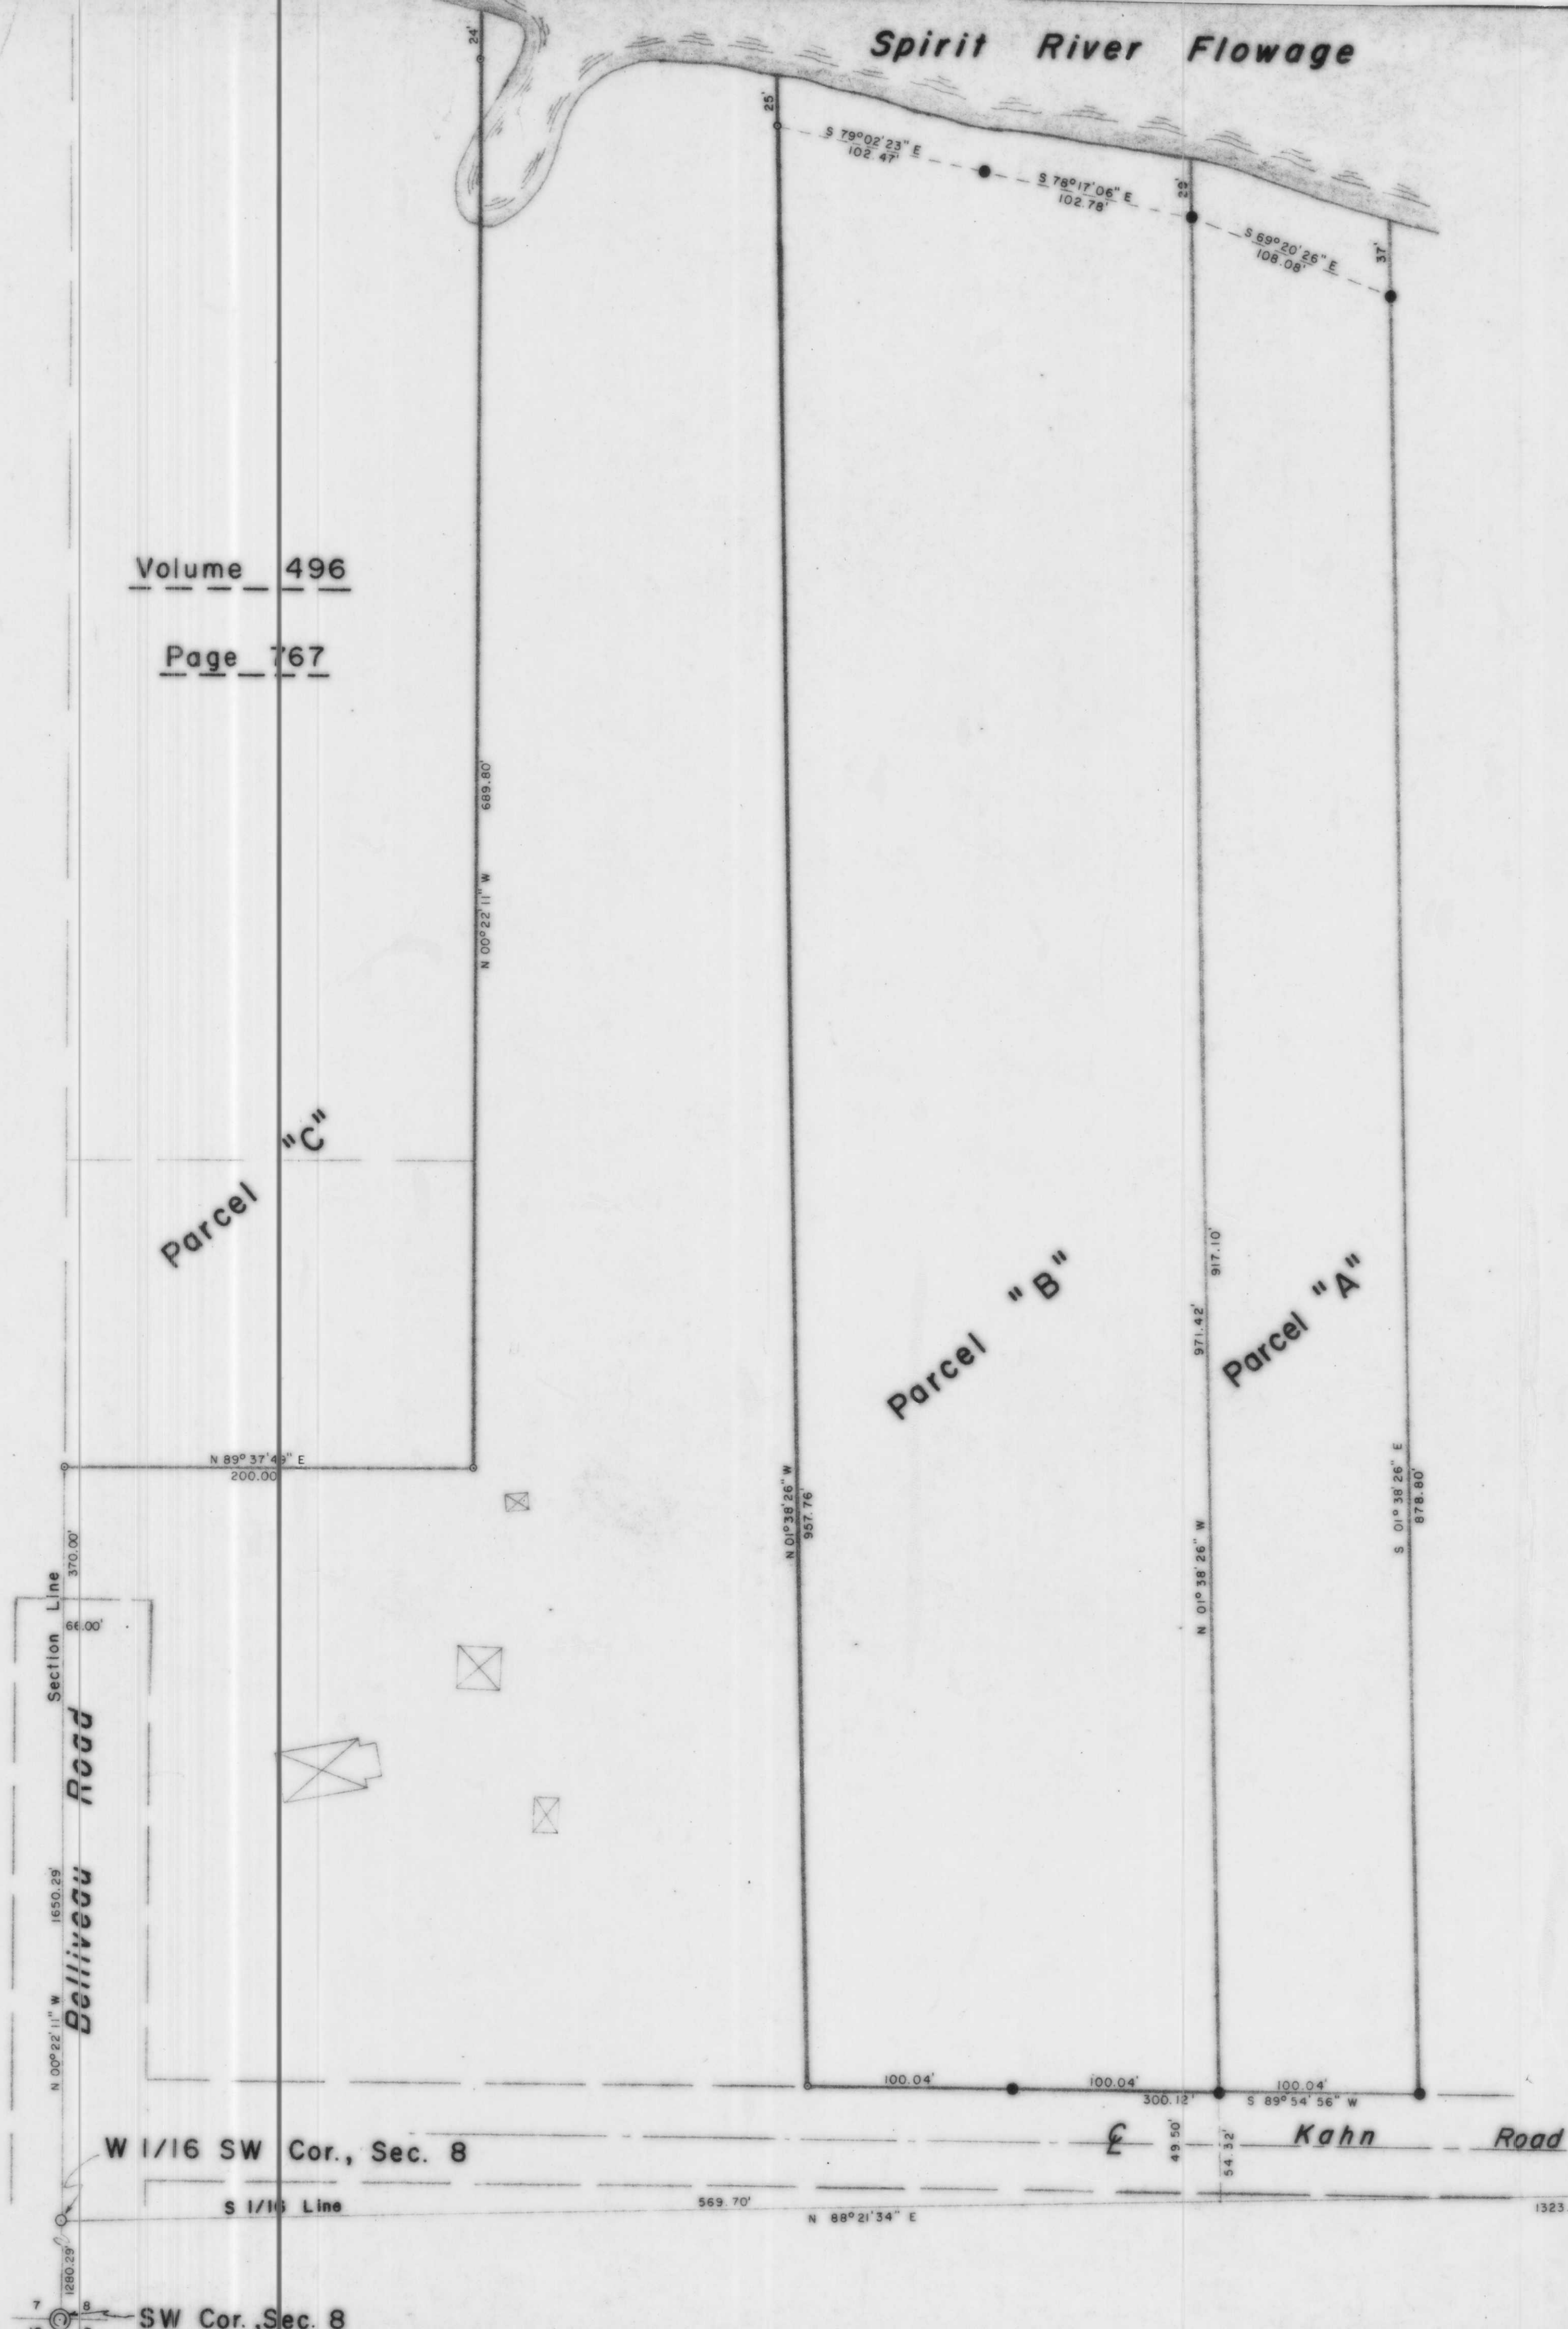 Spirit River Flowage
24'
25'
S 79°02'23" E
102.47'
S 78°17'06" E
102.78'
29'
S 69°20'26" E
108.08'
37'
Volume 496
Page 767
689.80'
N 00°22'11" W
Parcel "C"
Parcel "B"
Parcel "A"
917.10'
971.42'
N 01°38'26" W
957.76'
N 01°38'26" W
S 01°38'26" E
878.80'
N 89°37'49" E
200.00
370.00'
Section Line
66.00'
Belliveau Road
1650.29'
N 00°22'11" W
100.04'
100.04'
100.04'
300.12'
S 89°54'56" W
49.50'
54.32'
℄ Kahn Road
W 1/16 SW Cor., Sec. 8
S 1/16 Line
569.70'
N 88°21'34" E
1323
1280.29'
7 8
SW Cor., Sec. 8